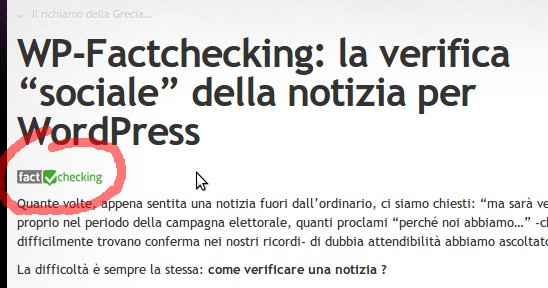 ← Il richiamo della Grecia…
WP-Factchecking: la verifica
“sociale” della notizia per
WordPress
fact checking
Quante volte, appena sentita una notizia fuori dall’ordinario, ci siamo chiesti: “ma sarà ve
proprio nel periodo della campagna elettorale, quanti proclami “perché noi abbiamo…” -ch
difficilmente trovano conferma nei nostri ricordi- di dubbia attendibilità abbiamo ascoltato
La difficoltà è sempre la stessa: come verificare una notizia ?